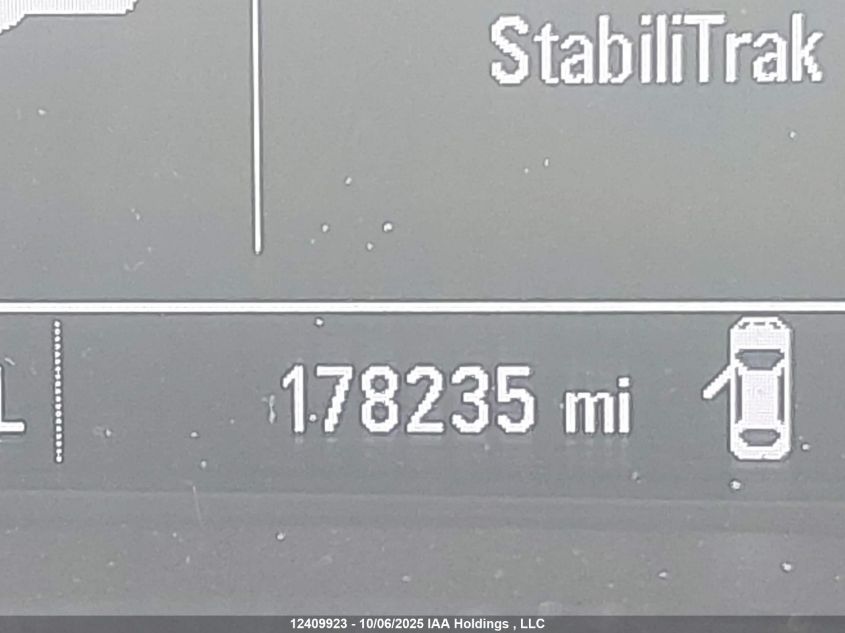 StabiliTrak
L 178235 mi
12409923 - 10/06/2025 IAA Holdings , LLC